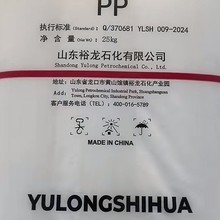 PP
执行标准 (Standard) : Q/370681 YLSH 009-2024
净 含 量 (Net Wt) : 25kg
山东裕龙石化有限公司
Shandong Yulong Petrochemical Co., Ltd.
地址：山东省龙口市黄山馆镇裕龙石化产业园
Yulong Petrochemical Industrial Park, Huangshanguan
Town, Longkou City, Shandong Province
客户服务电话 (TEL) : 400-016-5789
MADE IN CHINA
YULONGSHIHUA